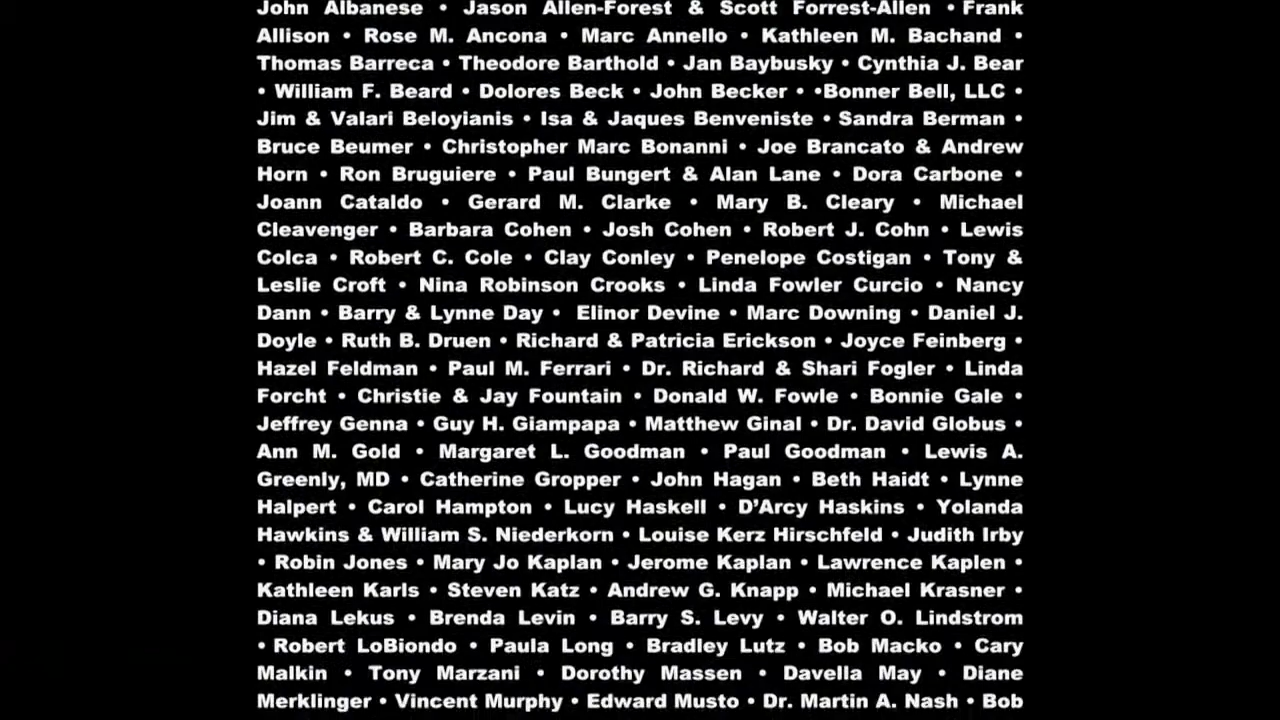 John Albanese • Jason Allen-Forest & Scott Forrest-Allen • Frank
Allison • Rose M. Ancona • Marc Annello • Kathleen M. Bachand •
Thomas Barreca • Theodore Barthold • Jan Baybusky • Cynthia J. Bear
• William F. Beard • Dolores Beck • John Becker • •Bonner Bell, LLC •
Jim & Valari Beloyianis • Isa & Jaques Benveniste • Sandra Berman •
Bruce Beumer • Christopher Marc Bonanni • Joe Brancato & Andrew
Horn • Ron Bruguiere • Paul Bungert & Alan Lane • Dora Carbone •
Joann Cataldo • Gerard M. Clarke • Mary B. Cleary • Michael
Cleavenger • Barbara Cohen • Josh Cohen • Robert J. Cohn • Lewis
Colca • Robert C. Cole • Clay Conley • Penelope Costigan • Tony &
Leslie Croft • Nina Robinson Crooks • Linda Fowler Curcio • Nancy
Dann • Barry & Lynne Day • Elinor Devine • Marc Downing • Daniel J.
Doyle • Ruth B. Druen • Richard & Patricia Erickson • Joyce Feinberg •
Hazel Feldman • Paul M. Ferrari • Dr. Richard & Shari Fogler • Linda
Forcht • Christie & Jay Fountain • Donald W. Fowle • Bonnie Gale •
Jeffrey Genna • Guy H. Giampapa • Matthew Ginal • Dr. David Globus •
Ann M. Gold • Margaret L. Goodman • Paul Goodman • Lewis A.
Greenly, MD • Catherine Gropper • John Hagan • Beth Haidt • Lynne
Halpert • Carol Hampton • Lucy Haskell • D’Arcy Haskins • Yolanda
Hawkins & William S. Niederkorn • Louise Kerz Hirschfeld • Judith Irby
• Robin Jones • Mary Jo Kaplan • Jerome Kaplan • Lawrence Kaplen •
Kathleen Karls • Steven Katz • Andrew G. Knapp • Michael Krasner •
Diana Lekus • Brenda Levin • Barry S. Levy • Walter O. Lindstrom
• Robert LoBiondo • Paula Long • Bradley Lutz • Bob Macko • Cary
Malkin • Tony Marzani • Dorothy Massen • Davella May • Diane
Merklinger • Vincent Murphy • Edward Musto • Dr. Martin A. Nash • Bob